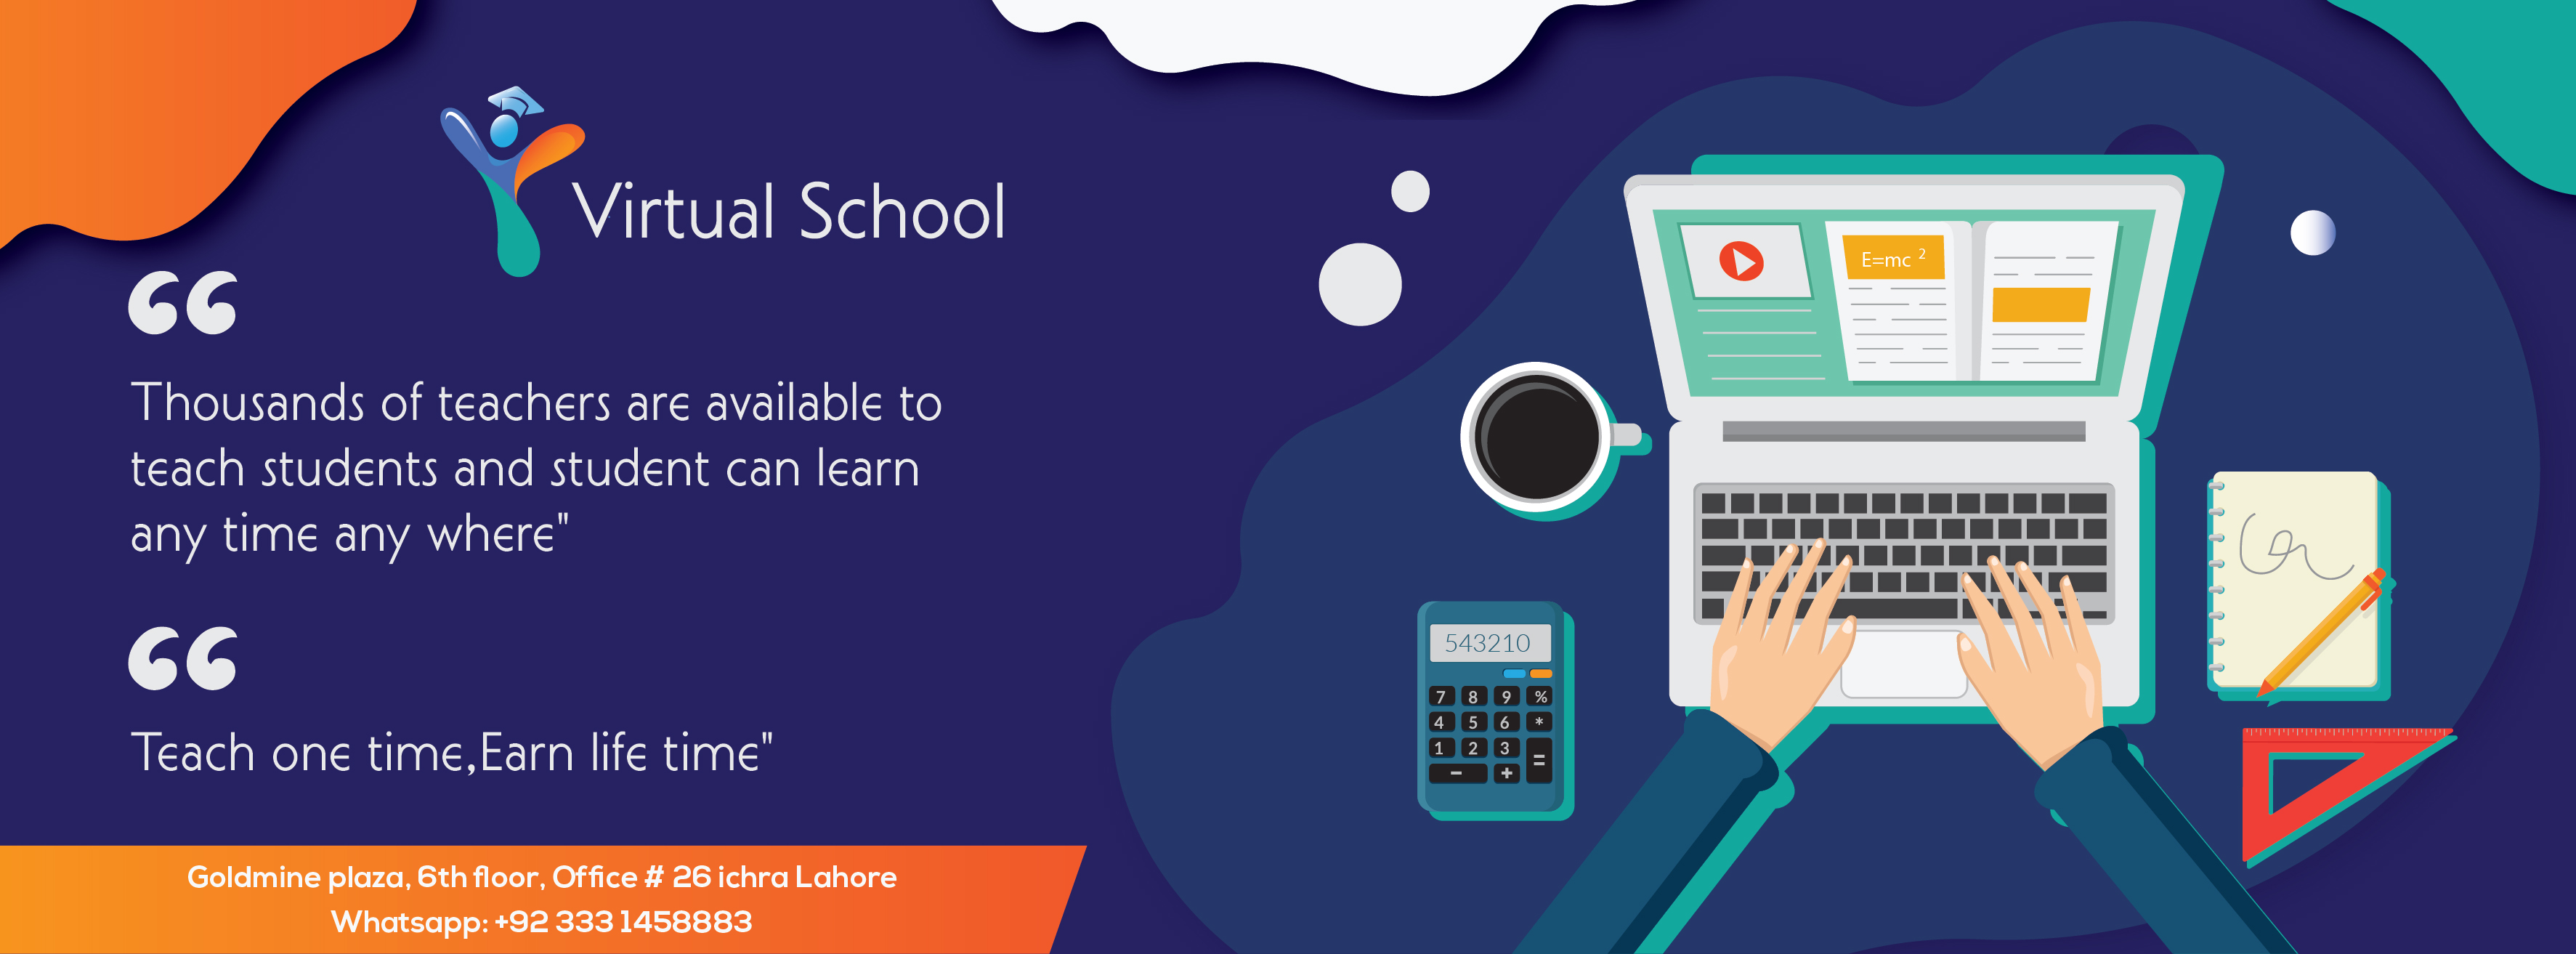 Virtual School
“
Thousands of teachers are available to
teach students and student can learn
any time any where"
“
Teach one time,Earn life time"
Goldmine plaza, 6th floor, Office # 26 ichra Lahore
Whatsapp: +92 333 1458883
E=mc 2
543210
7 8 9 %
4 5 6 *
1 2 3 =
- +